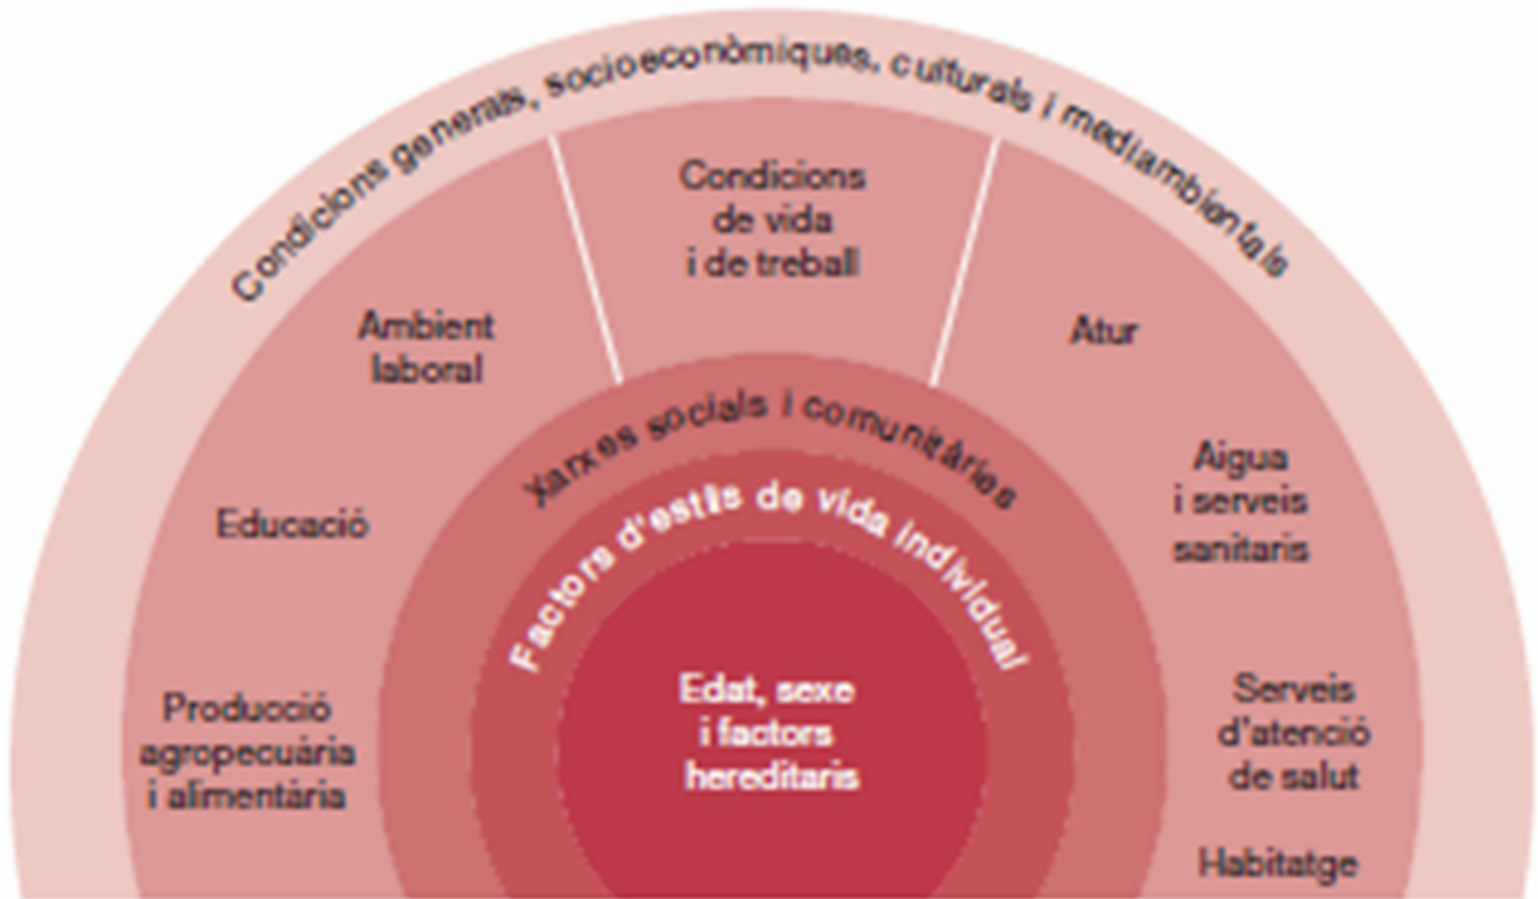 Condicions generals, socioeconòmiques, culturals i mediambientals
Condicions
de vida
i de treball
Ambient
laboral
Atur
Xarxes socials i comunitàries
Aigua
i serveis
sanitaris
Educació
Factors d'estils de vida individual
Edat, sexe
i factors
hereditaris
Producció
agropecuària
i alimentària
Serveis
d'atenció
de salut
Habitatge